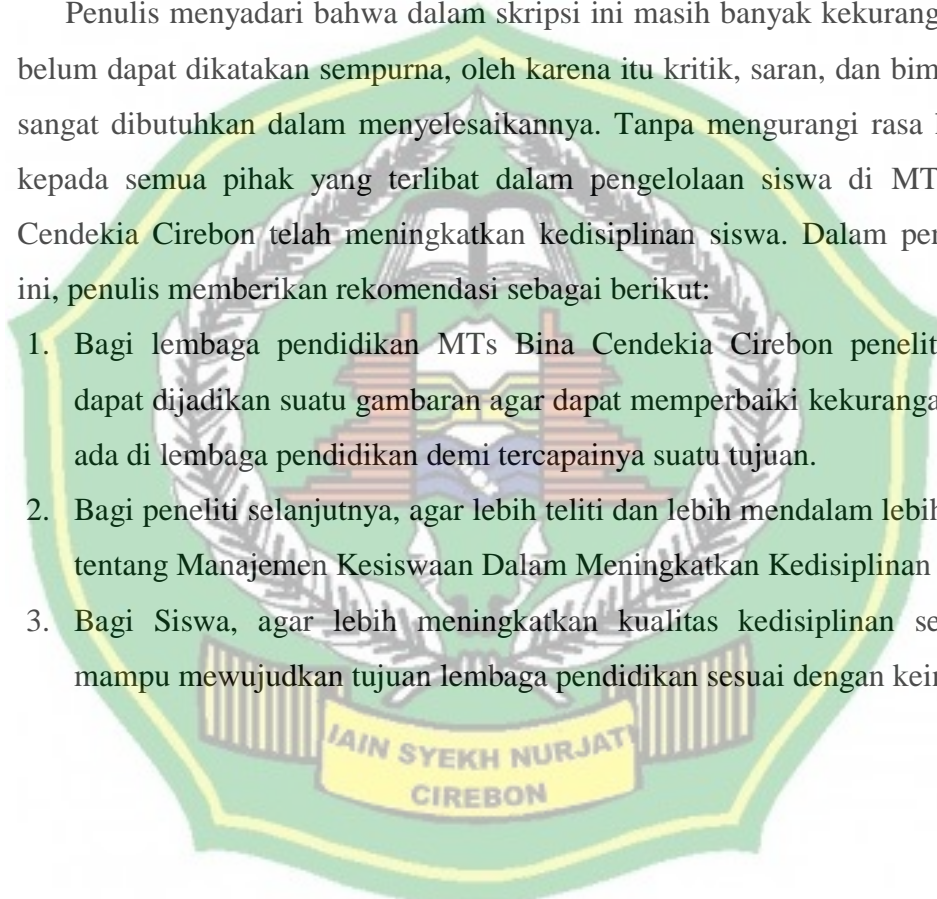 Penulis menyadari bahwa dalam skripsi ini masih banyak kekurang
belum dapat dikatakan sempurna, oleh karena itu kritik, saran, dan bim
sangat dibutuhkan dalam menyelesaikannya. Tanpa mengurangi rasa
kepada semua pihak yang terlibat dalam pengelolaan siswa di MT
Cendekia Cirebon telah meningkatkan kedisiplinan siswa. Dalam pen
ini, penulis memberikan rekomendasi sebagai berikut:
1. Bagi lembaga pendidikan MTs Bina Cendekia Cirebon penelit
dapat dijadikan suatu gambaran agar dapat memperbaiki kekuranga
ada di lembaga pendidikan demi tercapainya suatu tujuan.
2. Bagi peneliti selanjutnya, agar lebih teliti dan lebih mendalam lebih
tentang Manajemen Kesiswaan Dalam Meningkatkan Kedisiplinan
3. Bagi Siswa, agar lebih meningkatkan kualitas kedisiplinan se
mampu mewujudkan tujuan lembaga pendidikan sesuai dengan kein
IAIN SYEKH NURJATI
CIREBON